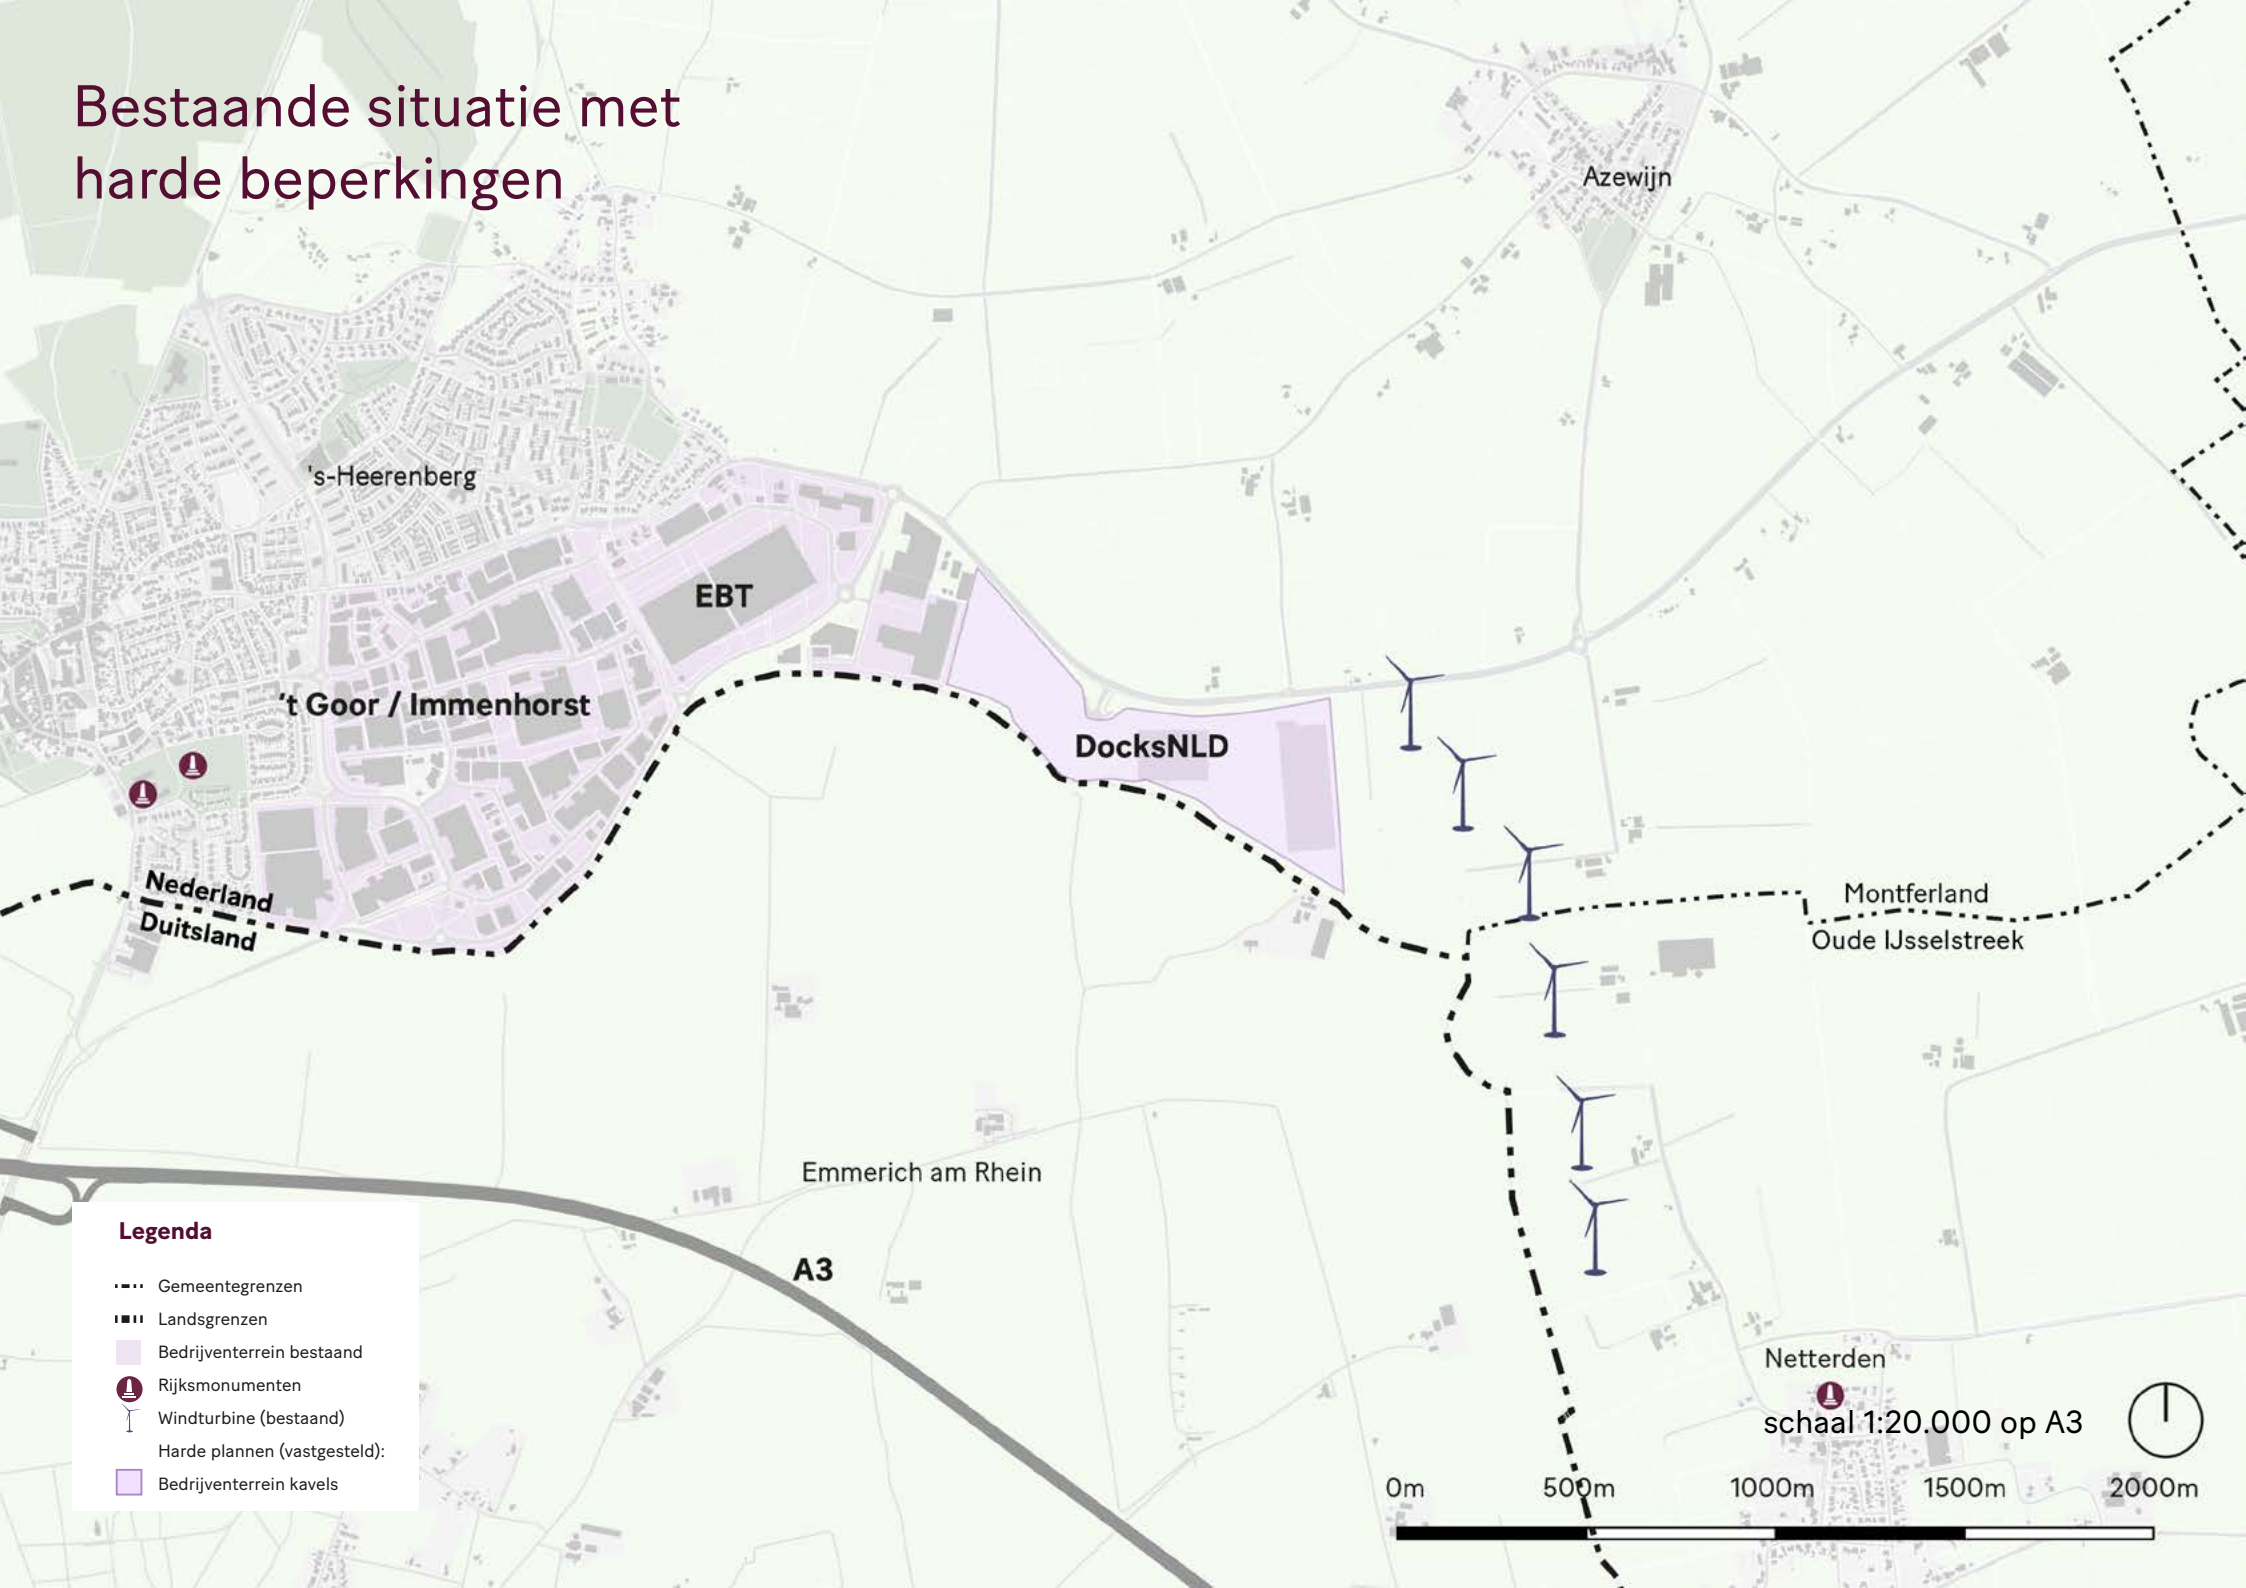 Bestaande situatie met
harde beperkingen
Azewijn
's-Heerenberg
EBT
't Goor / Immenhorst
DocksNLD
Nederland
Duitsland
Montferland
Oude IJsselstreek
Emmerich am Rhein
A3
Netterden
schaal 1:20.000 op A3
0m 500m 1000m 1500m 2000m
Legenda
Gemeentegrenzen
Landsgrenzen
Bedrijventerrein bestaand
Rijksmonumenten
Windturbine (bestaand)
Harde plannen (vastgesteld):
Bedrijventerrein kavels